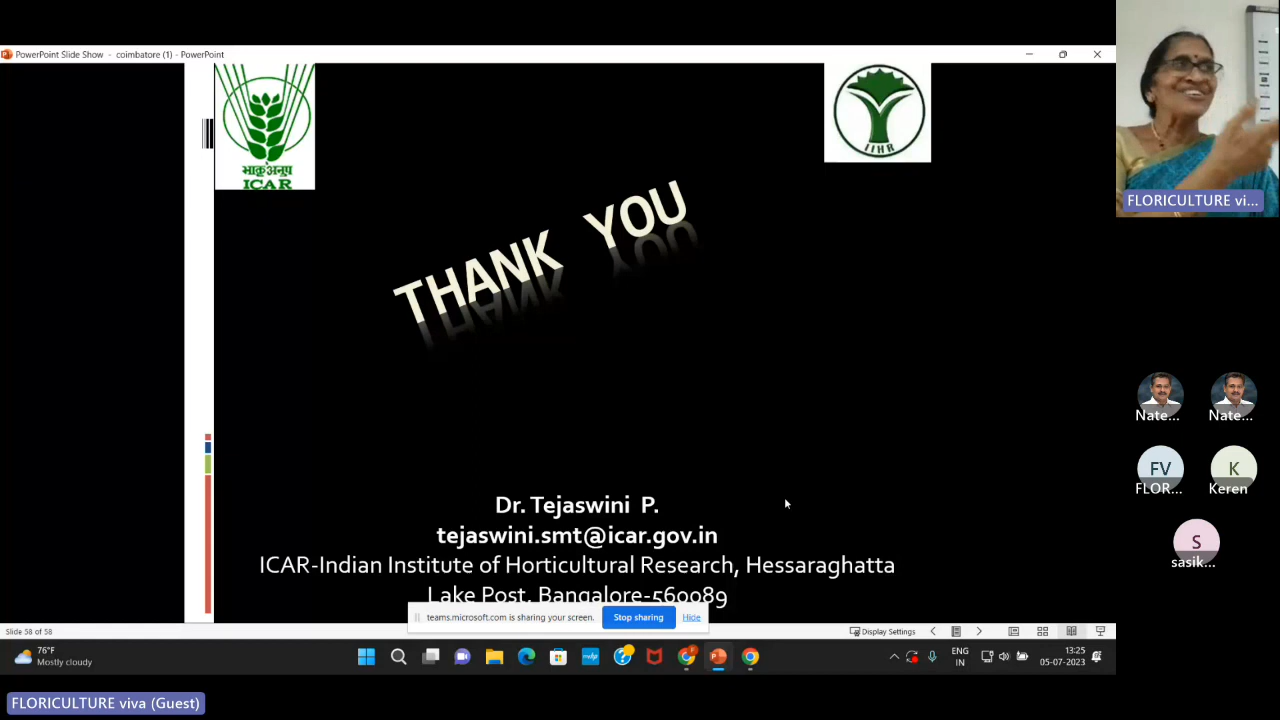 PowerPoint Slide Show - coimbatore (1) - PowerPoint
भाकृअनुप
ICAR
IIHR
THANK YOU
FLORICULTURE vi...
Nate...
Nate...
FV
FLOR...
K
Keren
S
sasik...
Dr. Tejaswini P.
tejaswini.smt@icar.gov.in
ICAR-Indian Institute of Horticultural Research, Hessaraghatta
Lake Post, Bangalore-560089
teams.microsoft.com is sharing your screen.
Stop sharing
Hide
Slide 58 of 58
Display Settings
76°F
Mostly cloudy
ENG
IN
13:25
05-07-2023
FLORICULTURE viva (Guest)